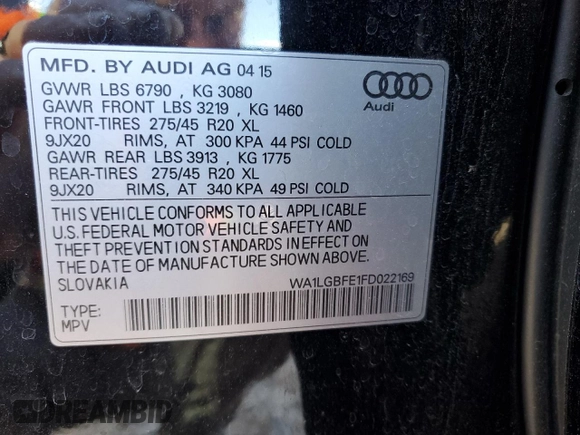 MFD. BY AUDI AG 04 15
GVWR LBS 6790 , KG 3080
GAWR FRONT LBS 3219 , KG 1460
FRONT-TIRES 275/45 R20 XL
9JX20 RIMS, AT 300 KPA 44 PSI COLD
GAWR REAR LBS 3913 , KG 1775
REAR-TIRES 275/45 R20 XL
9JX20 RIMS, AT 340 KPA 49 PSI COLD
Audi
THIS VEHICLE CONFORMS TO ALL APPLICABLE
U.S. FEDERAL MOTOR VEHICLE SAFETY AND
THEFT PREVENTION STANDARDS IN EFFECT ON
THE DATE OF MANUFACTURE SHOWN ABOVE.
SLOVAKIA WA1LGBFE1FD022169
TYPE:
MPV
DREAMBID